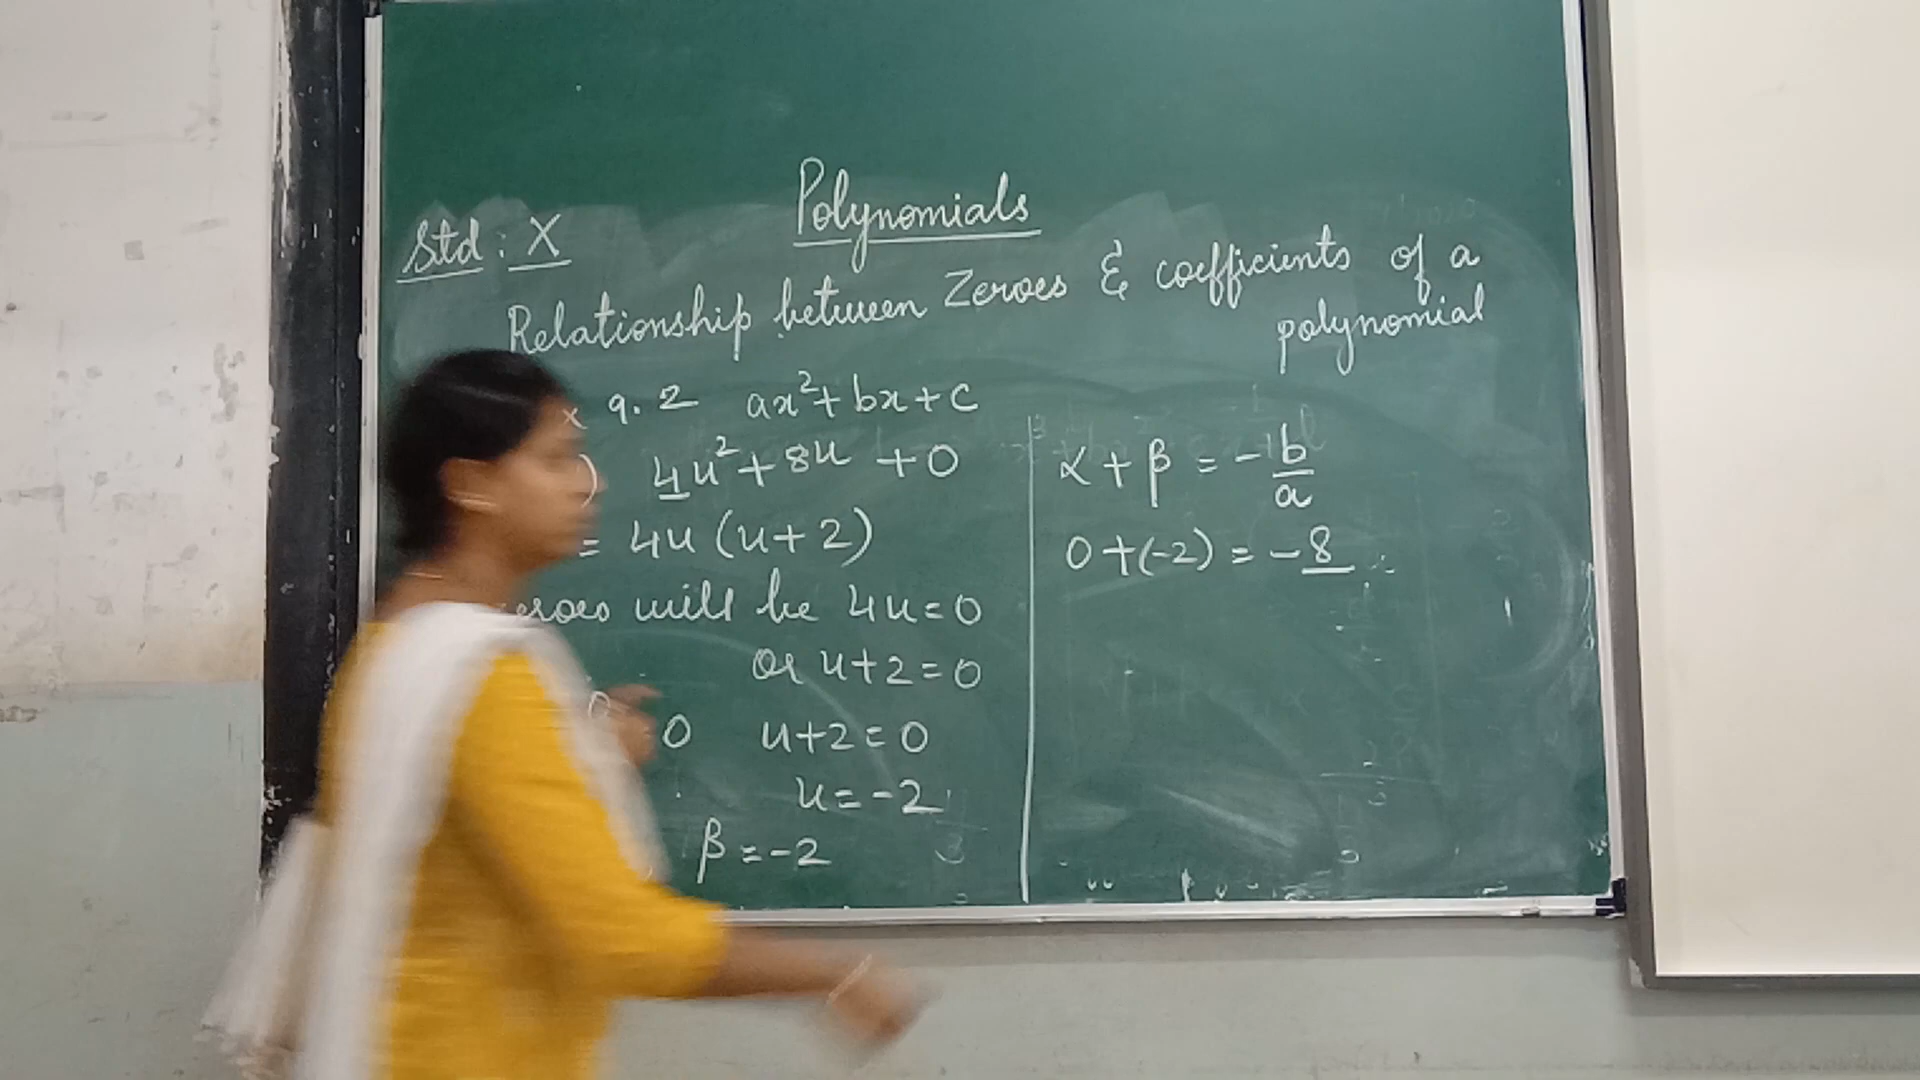 Polynomials
Std : X
Relationship between Zeroes & coefficients of a
polynomial
x 9.2 ax²+bx+c
) 4u²+8u +0
= 4u(u+2)
eroes will be 4u=0
or u+2=0
0 u+2=0
u=-2
β=-2
α+β = -b/a
0+(-2) = -8